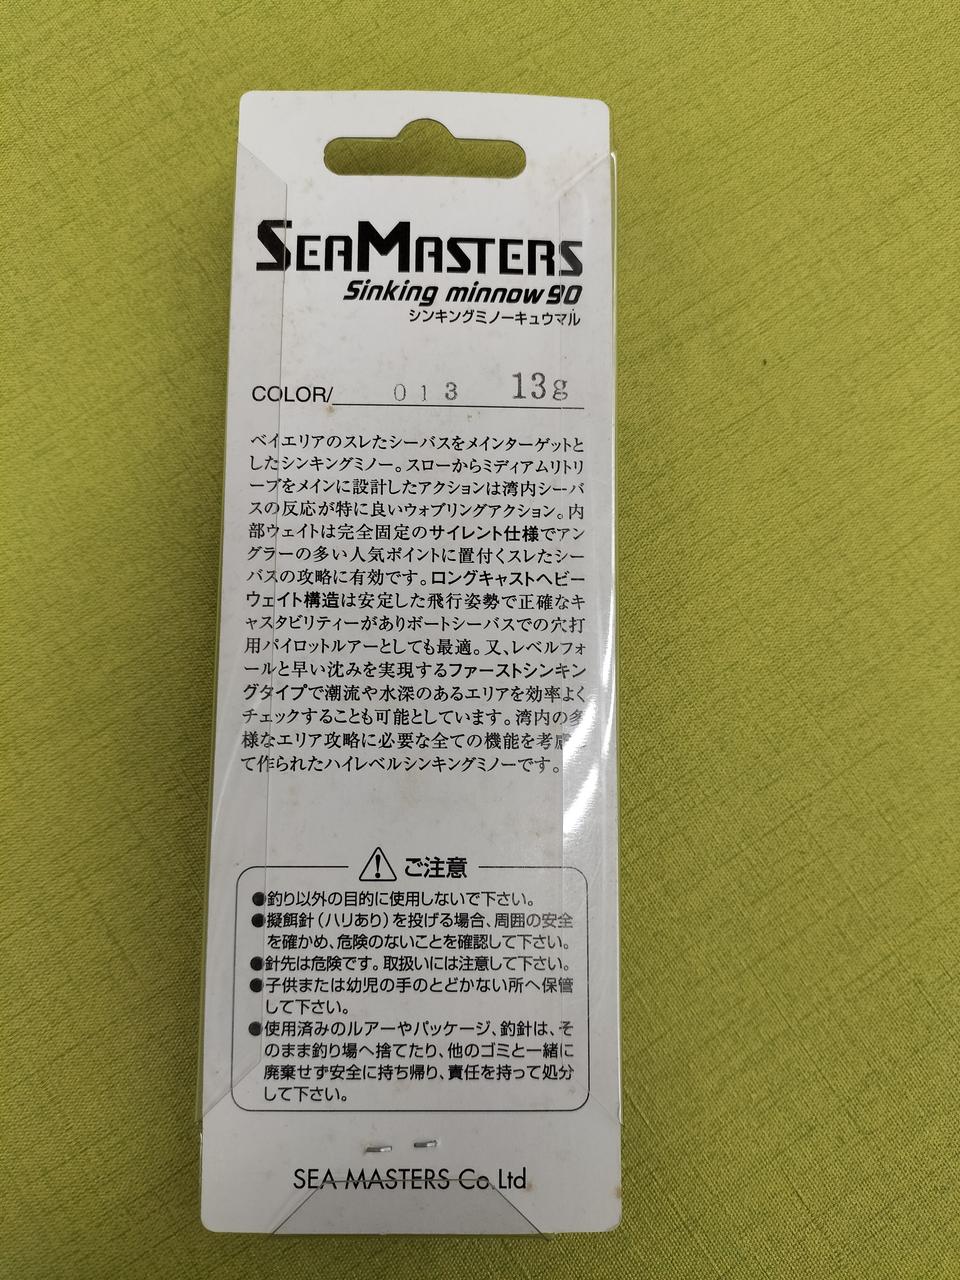 SEAMASTERS
Sinking minnow 90
シンキングミノーキュウマル
COLOR/ 013 13g
ベイエリアのスレたシーバスをメインターゲットと
したシンキングミノー。スローからミディアムリトリ
ーブをメインに設計したアクションは湾内シーバ
スの反応が特に良いウォブリングアクション。内
部ウェイトは完全固定のサイレント仕様でアン
グラーの多い人気ポイントに置付くスレたシー
バスの攻略に有効です。ロングキャストヘビー
ウェイト構造は安定した飛行姿勢で正確なキ
ャスタビリティーがありボートシーバスでの穴打
用パイロットルアーとしても最適。又、レベルフォ
ールと早い沈みを実現するファーストシンキン
グタイプで潮流や水深のあるエリアを効率よく
チェックすることも可能としています。湾内の多
様なエリア攻略に必要な全ての機能を考慮
て作られたハイレベルシンキングミノーです。
ご注意
●釣り以外の目的に使用しないで下さい。
●擬餌針(ハリあり)を投げる場合、周囲の安全
を確かめ、危険のないことを確認して下さい。
●針先は危険です。取扱いには注意して下さい。
●子供または幼児の手のとどかない所へ保管
して下さい。
●使用済みのルアーやパッケージ、釣針は、そ
のまま釣り場へ捨てたり、他のゴミと一緒に
廃棄せず安全に持ち帰り、責任を持って処分
して下さい。
SEA MASTERS Co.Ltd